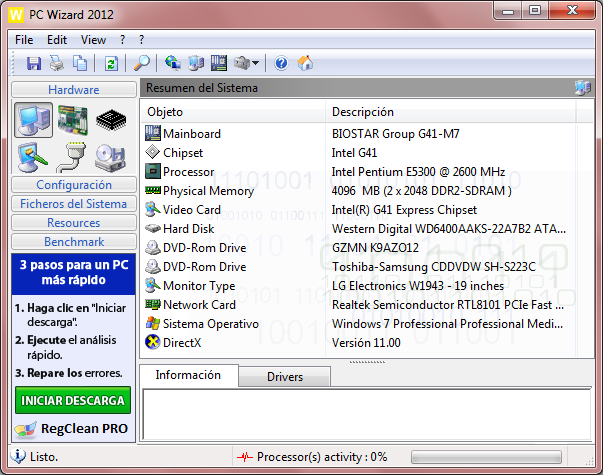 PC Wizard 2012
File Edit View ? ?
Hardware
Configuración
Ficheros del Sistema
Resources
Benchmark
3 pasos para un PC
más rápido
1. Haga clic en "Iniciar
descarga".
2. Ejecute el análisis
rápido.
3. Repare los errores.
INICIAR DESCARGA
RegClean PRO
Resumen del Sistema
Objeto Descripción
Mainboard BIOSTAR Group G41-M7
Chipset Intel G41
Processor Intel Pentium E5300 @ 2600 MHz
Physical Memory 4096 MB (2 x 2048 DDR2-SDRAM )
Video Card Intel(R) G41 Express Chipset
Hard Disk Western Digital WD6400AAKS-22A7B2 ATA...
DVD-Rom Drive GZMN K9AZO12
DVD-Rom Drive Toshiba-Samsung CDDVDW SH-S223C
Monitor Type LG Electronics W1943 - 19 inches
Network Card Realtek Semiconductor RTL8101 PCIe Fast ...
Sistema Operativo Windows 7 Professional Professional Medi...
DirectX Versión 11.00
Información Drivers
Listo. Processor(s) activity : 0%